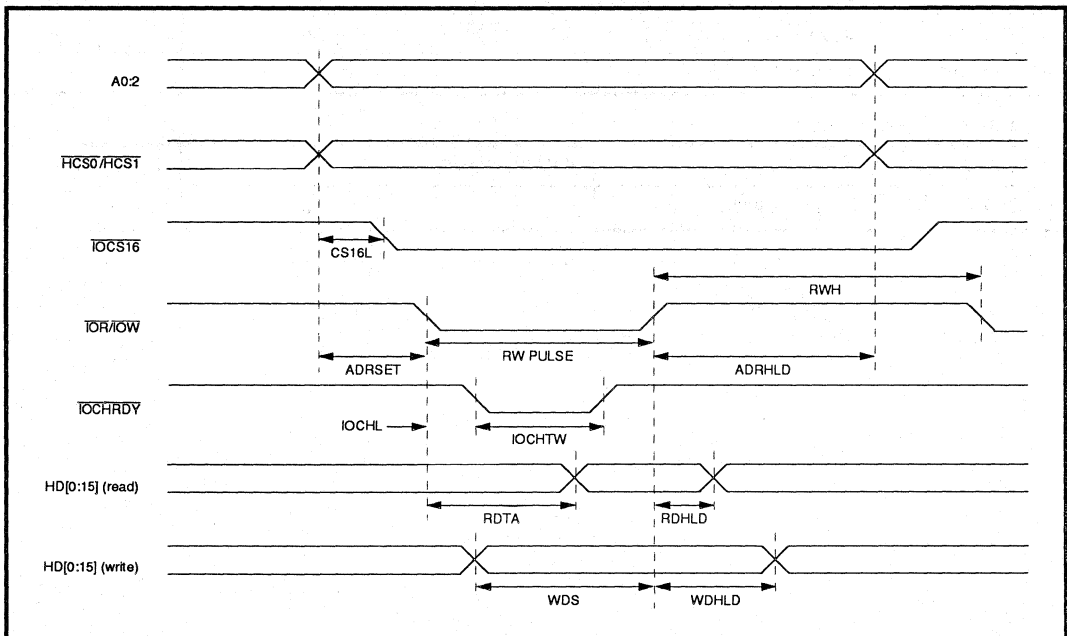 A0:2
HCS0/HCS1
IOCS16
CS16L
RWH
IOR/IOW
RW PULSE
ADRSET
ADRHLD
IOCHRDY
IOCHL
IOCHTW
HD[0:15] (read)
RDTA
RDHLD
HD[0:15] (write)
WDS
WDHLD